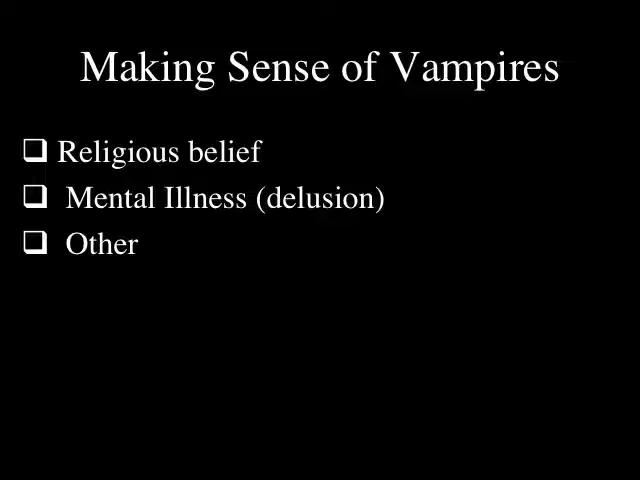 Making Sense of Vampires
❑ Religious belief
❑ Mental Illness (delusion)
❑ Other